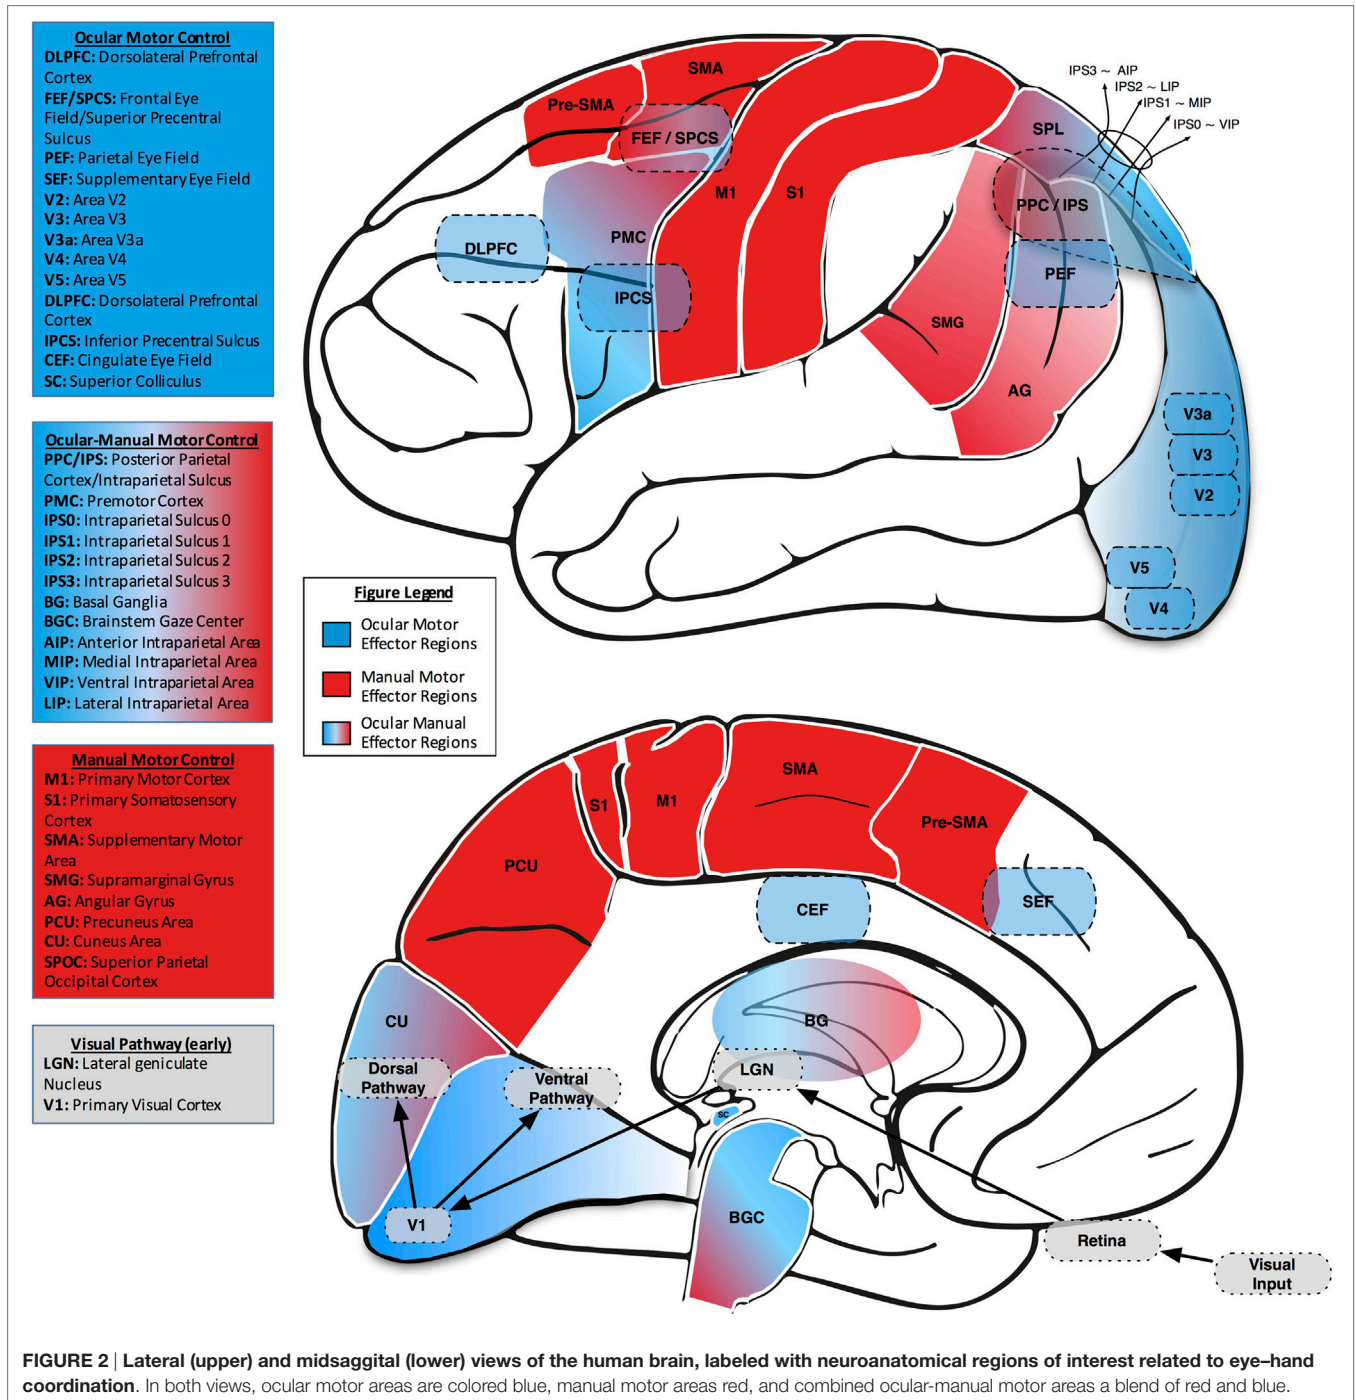 Ocular Motor Control
DLPFC: Dorsolateral Prefrontal
Cortex
FEF/SPCS: Frontal Eye
Field/Superior Precentral
Sulcus
PEF: Parietal Eye Field
SEF: Supplementary Eye Field
V2: Area V2
V3: Area V3
V3a: Area V3a
V4: Area V4
V5: Area V5
DLPFC: Dorsolateral Prefrontal
Cortex
IPCS: Inferior Precentral Sulcus
CEF: Cingulate Eye Field
SC: Superior Colliculus
Ocular-Manual Motor Control
PPC/IPS: Posterior Parietal
Cortex/Intraparietal Sulcus
PMC: Premotor Cortex
IPS0: Intraparietal Sulcus 0
IPS1: Intraparietal Sulcus 1
IPS2: Intraparietal Sulcus 2
IPS3: Intraparietal Sulcus 3
BG: Basal Ganglia
BGC: Brainstem Gaze Center
AIP: Anterior Intraparietal Area
MIP: Medial Intraparietal Area
VIP: Ventral Intraparietal Area
LIP: Lateral Intraparietal Area
Manual Motor Control
M1: Primary Motor Cortex
S1: Primary Somatosensory
Cortex
SMA: Supplementary Motor
Area
SMG: Supramarginal Gyrus
AG: Angular Gyrus
PCU: Precuneus Area
CU: Cuneus Area
SPOC: Superior Parietal
Occipital Cortex
Visual Pathway (early)
LGN: Lateral geniculate
Nucleus
V1: Primary Visual Cortex
SMA
Pre-SMA
FEF / SPCS
IPS3 ~ AIP
IPS2 ~ LIP
IPS1 ~ MIP
IPS0 ~ VIP
SPL
M1
S1
PPC / IPS
PMC
DLPFC
PEF
IPCS
SMG
AG
V3a
V3
V2
V5
V4
Figure Legend
Ocular Motor
Effector Regions
Manual Motor
Effector Regions
Ocular Manual
Effector Regions
SMA
M1
S1
Pre-SMA
PCU
CEF
SEF
CU
BG
Dorsal
Pathway
Ventral
Pathway
LGN
SC
V1
BGC
Retina
Visual
Input
FIGURE 2 | Lateral (upper) and midsaggital (lower) views of the human brain, labeled with neuroanatomical regions of interest related to eye–hand
coordination. In both views, ocular motor areas are colored blue, manual motor areas red, and combined ocular-manual motor areas a blend of red and blue.